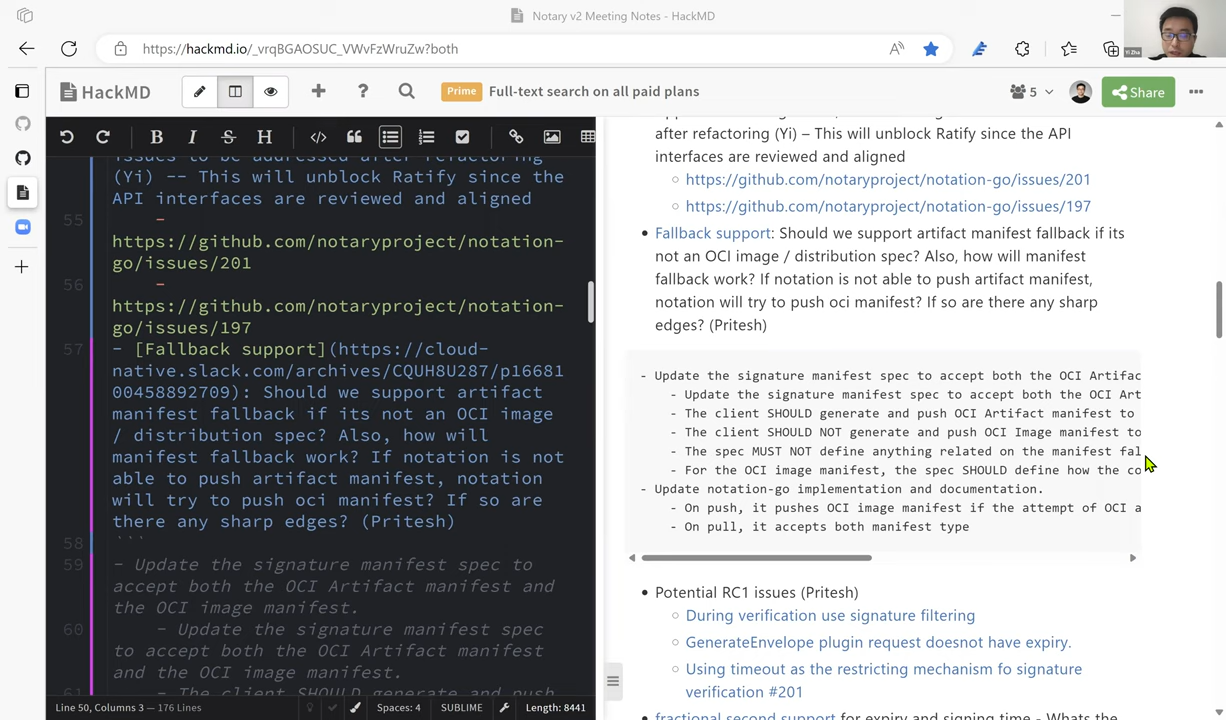 Notary v2 Meeting Notes - HackMD
https://hackmd.io/_vrqBGAOSUC_VWvFzWruZw?both
Yi Zha
HackMD
Prime Full-text search on all paid plans
5
Share
issues to be addressed after refactoring
(Yi) -- This will unblock Ratify since the
API interfaces are reviewed and aligned
55 -
https://github.com/notaryproject/notation-
go/issues/201
56 -
https://github.com/notaryproject/notation-
go/issues/197
57 - [Fallback support](https://cloud-
native.slack.com/archives/CQUH8U287/p16681
00458892709): Should we support artifact
manifest fallback if its not an OCI image
/ distribution spec? Also, how will
manifest fallback work? If notation is not
able to push artifact manifest, notation
will try to push oci manifest? If so are
there any sharp edges? (Pritesh)
58 ```
59 - Update the signature manifest spec to
accept both the OCI Artifact manifest and
the OCI image manifest.
60 - Update the signature manifest spec
to accept both the OCI Artifact manifest
and the OCI image manifest.
61 - The client SHOULD generate and push
Line 50, Columns 3 — 176 Lines
Spaces: 4
SUBLIME
Length: 8441
after refactoring (Yi) – This will unblock Ratify since the API
interfaces are reviewed and aligned
https://github.com/notaryproject/notation-go/issues/201
https://github.com/notaryproject/notation-go/issues/197
Fallback support: Should we support artifact manifest fallback if its
not an OCI image / distribution spec? Also, how will manifest
fallback work? If notation is not able to push artifact manifest,
notation will try to push oci manifest? If so are there any sharp
edges? (Pritesh)
- Update the signature manifest spec to accept both the OCI Artifac
- Update the signature manifest spec to accept both the OCI Art
- The client SHOULD generate and push OCI Artifact manifest to
- The client SHOULD NOT generate and push OCI Image manifest to
- The spec MUST NOT define anything related on the manifest fal
- For the OCI image manifest, the spec SHOULD define how the co
- Update notation-go implementation and documentation.
- On push, it pushes OCI image manifest if the attempt of OCI a
- On pull, it accepts both manifest type
Potential RC1 issues (Pritesh)
During verification use signature filtering
GenerateEnvelope plugin request doesnot have expiry.
Using timeout as the restricting mechanism fo signature
verification #201
fractional second support for expiry and signing time - Whats the